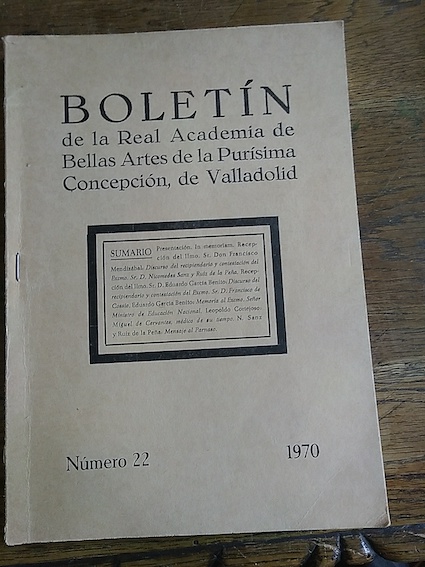 BOLETÍN
de la Real Academia de
Bellas Artes de la Purísima
Concepción, de Valladolid
SUMARIO Presentación. In memoriam. Recep-
ción del Ilmo. Sr. Don Francisco
Mendizábal: Discurso del recipiendario y contestación del
Excmo. Sr. D. Nicomedes Sanz y Ruiz de la Peña. Recep-
ción del Ilmo. Sr. D. Eduardo García Benito: Discurso del
recipiendario y contestación del Excmo. Sr. D. Francisco de
Cossío. Eduardo García Benito: Memoria al Excmo. Señor
Ministro de Educación Nacional. Leopoldo Cortejoso:
Miguel de Cervantes, médico de su tiempo. N. Sanz
y Ruiz de la Peña. Mensaje al Parnaso.
Número 22
1970